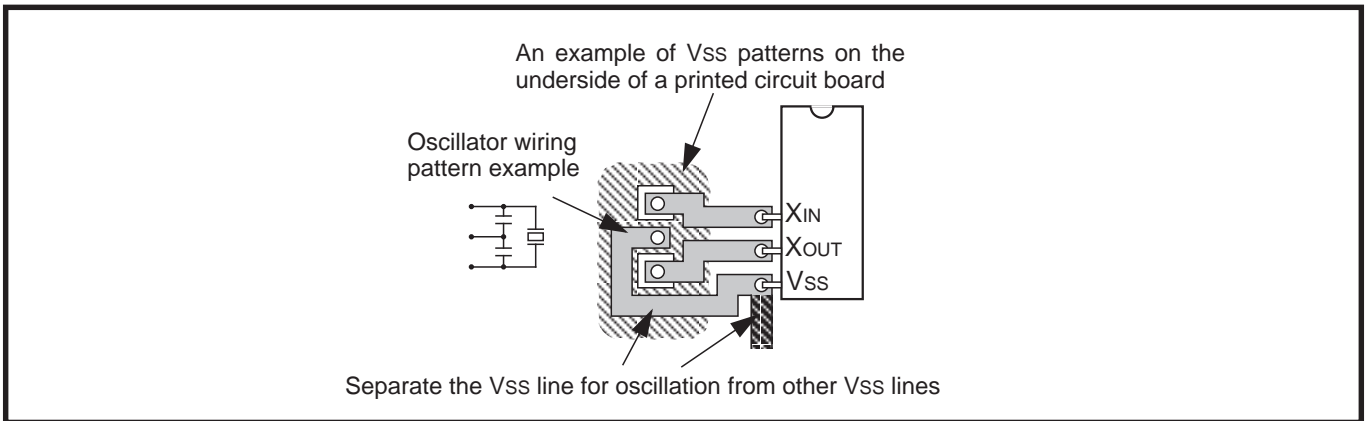 An example of VSS patterns on the
underside of a printed circuit board
Oscillator wiring
pattern example
XIN
XOUT
VSS
Separate the VSS line for oscillation from other VSS lines